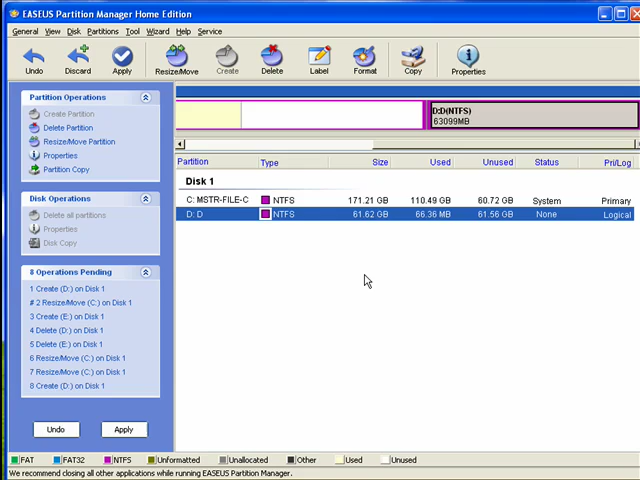 EASEUS Partition Manager Home Edition
General View Disk Partitions Tool Wizard Help Service
Undo Discard Apply Resize/Move Create Delete Label Format Copy Properties
Partition Operations
Create Partition
Delete Partition
Resize/Move Partition
Properties
Partition Copy
Disk Operations
Delete all partitions
Properties
Disk Copy
8 Operations Pending
1 Create (D:) on Disk 1
# 2 Resize/Move (C:) on Disk 1
3 Create (E:) on Disk 1
4 Delete (D:) on Disk 1
5 Delete (E:) on Disk 1
6 Resize/Move (C:) on Disk 1
7 Resize/Move (C:) on Disk 1
8 Create (D:) on Disk 1
Undo Apply
D:D(NTFS)
63099MB
Partition Type Size Used Unused Status Pri/Log
Disk 1
C: MSTR-FILE-C NTFS 171.21 GB 110.49 GB 60.72 GB System Primary
D: D NTFS 61.62 GB 66.36 MB 61.56 GB None Logical
FAT FAT32 NTFS Unformatted Unallocated Other Used Unused
We recommend closing all other applications while running EASEUS Partition Manager.